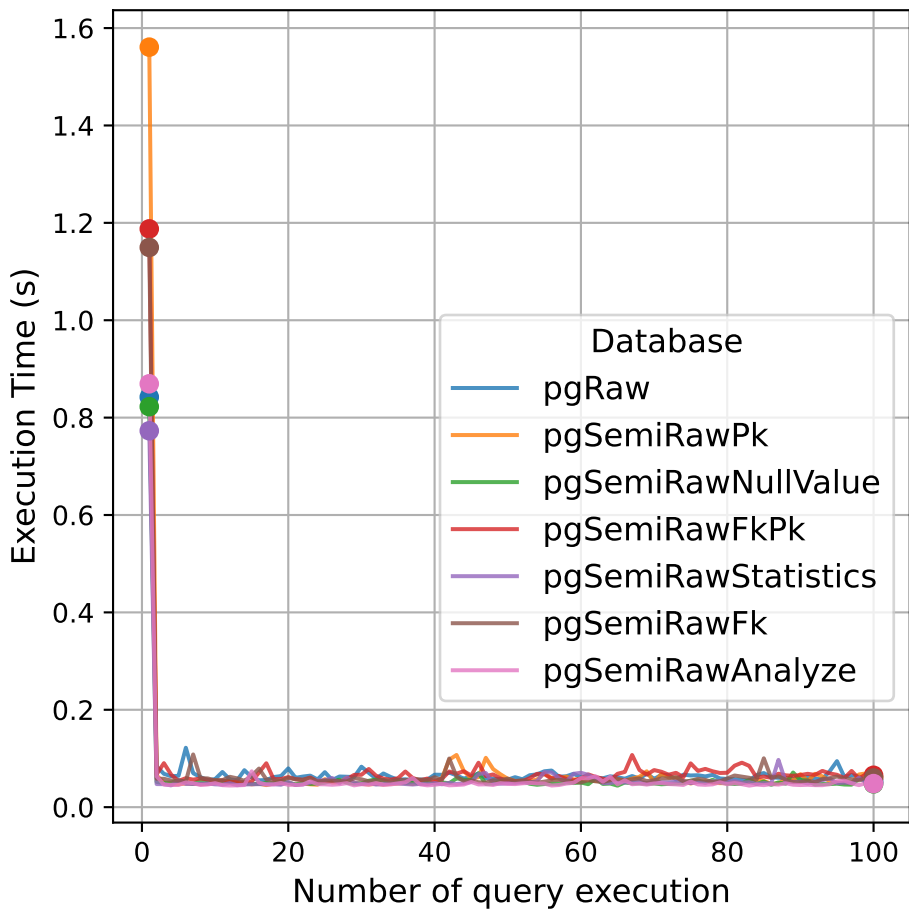 1.6
1.4
1.2
1.0
0.8
0.6
0.4
0.2
0.0
Execution Time (s)
Database
pgRaw
pgSemiRawPk
pgSemiRawNullValue
pgSemiRawFkPk
pgSemiRawStatistics
pgSemiRawFk
pgSemiRawAnalyze
0 20 40 60 80 100
Number of query execution